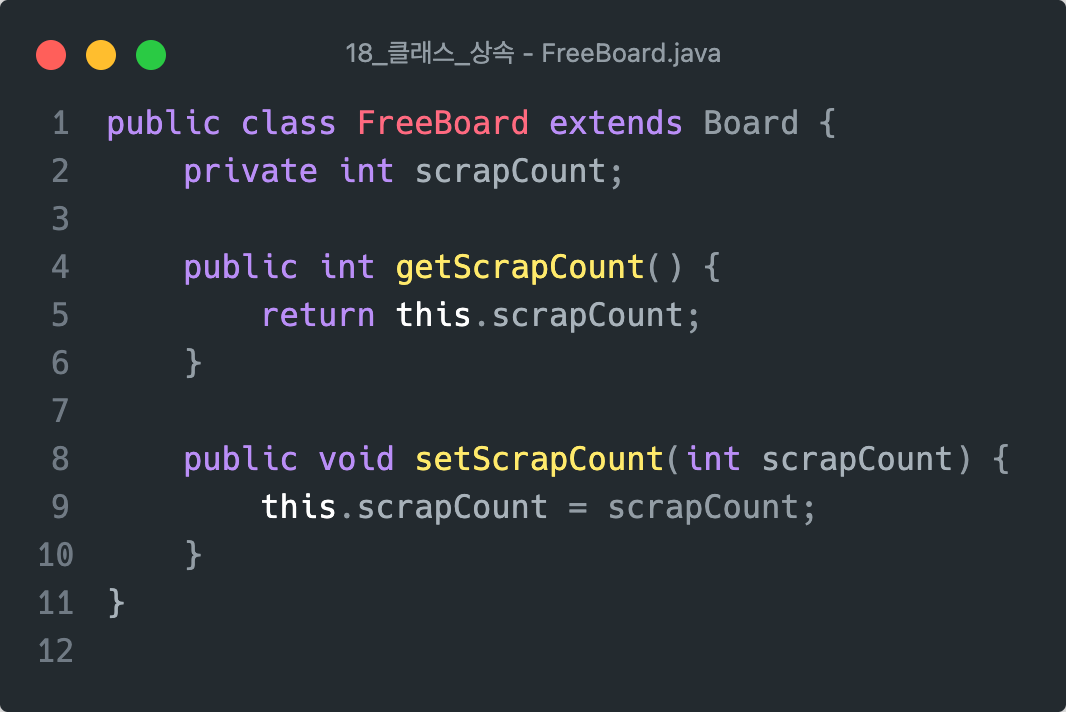 18_클래스_상속 - FreeBoard.java
1 public class FreeBoard extends Board {
2     private int scrapCount;
3
4     public int getScrapCount() {
5         return this.scrapCount;
6     }
7
8     public void setScrapCount(int scrapCount) {
9         this.scrapCount = scrapCount;
10     }
11 }
12